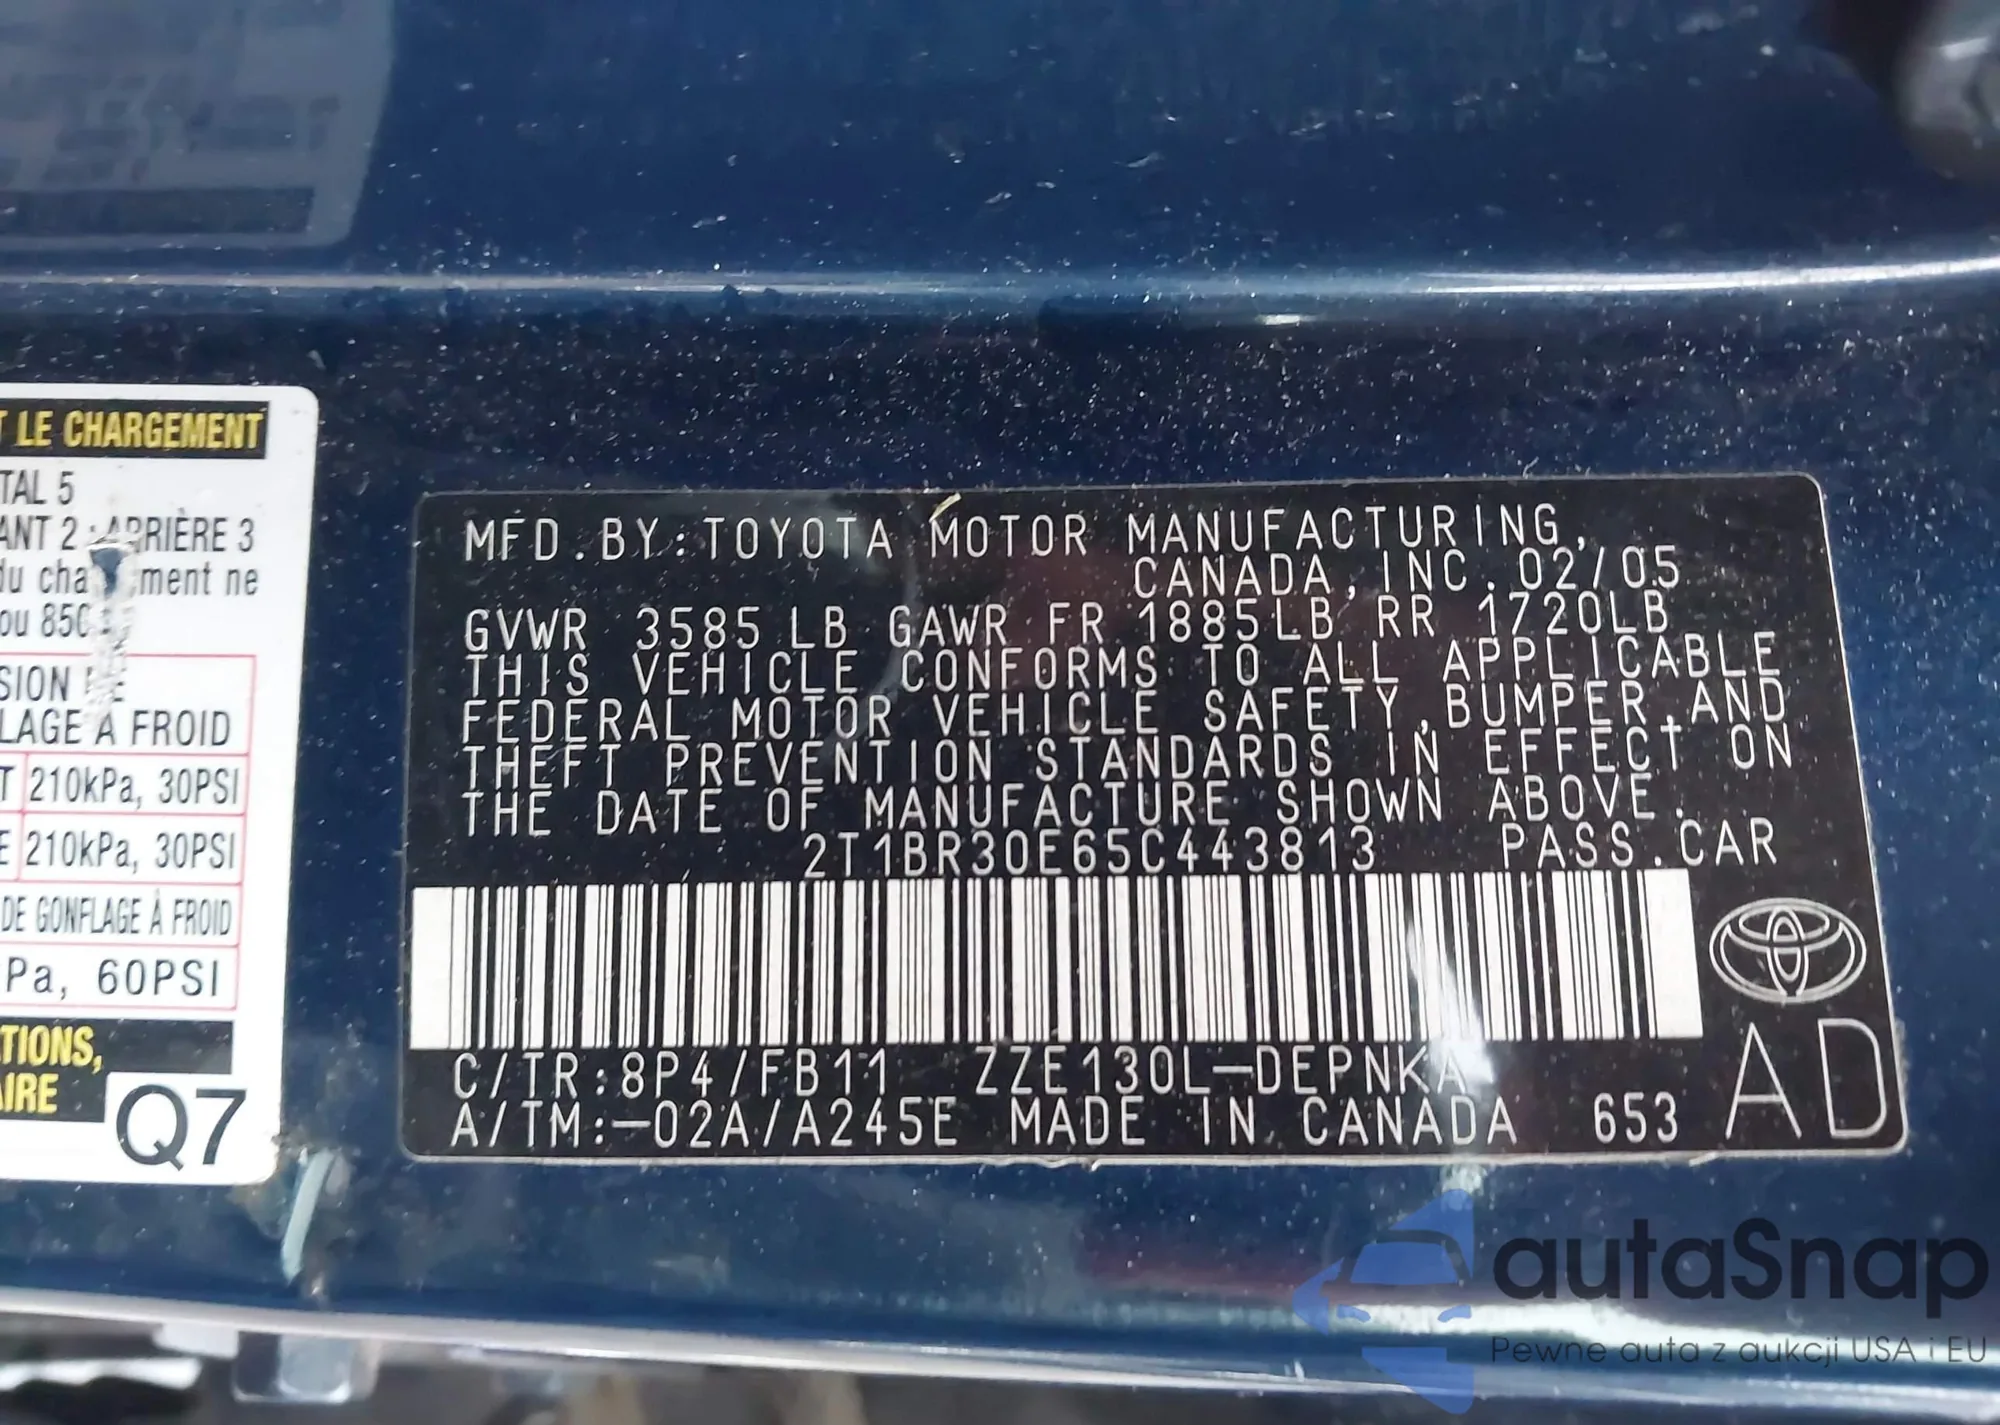 T LE CHARGEMENT
TAL 5
ANT 2 : ARRIÈRE 3
du cha ment ne
ou 850
SION
LAGE À FROID
T 210kPa, 30PSI
E 210kPa, 30PSI
DE GONFLAGE À FROID
Pa, 60PSI
TIONS,
AIRE
Q7
MFD.BY:TOYOTA MOTOR MANUFACTURING,
CANADA,INC. 02/05
GVWR 3585LB GAWR FR 1885LB RR 1720LB
THIS VEHICLE CONFORMS TO ALL APPLICABLE
FEDERAL MOTOR VEHICLE SAFETY,BUMPER,AND
THEFT PREVENTION STANDARDS IN EFFECT ON
THE DATE OF MANUFACTURE SHOWN ABOVE.
2T1BR30E65C443813 PASS.CAR
C/TR:8P4/FB11 ZZE130L-DEPNKA
A/TM:-02A/A245E MADE IN CANADA 653
AD
autaSnap
Pewne auta z aukcji USA i EU